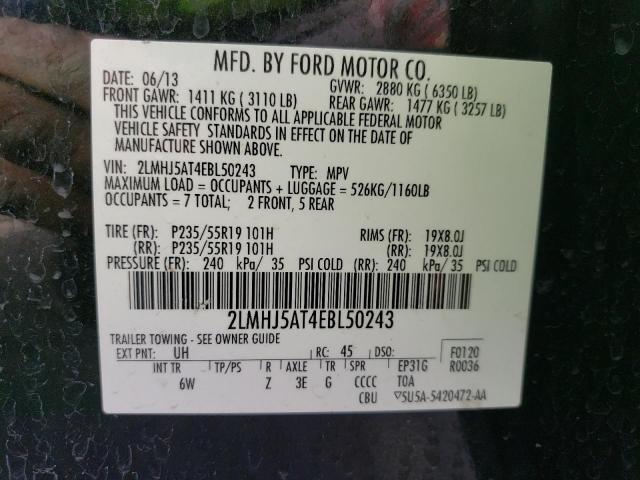 MFD. BY FORD MOTOR CO.
DATE: 06/13 GVWR: 2880 KG ( 6350 LB)
FRONT GAWR: 1411 KG ( 3110 LB) REAR GAWR: 1477 KG ( 3257 LB)
THIS VEHICLE CONFORMS TO ALL APPLICABLE FEDERAL MOTOR
VEHICLE SAFETY STANDARDS IN EFFECT ON THE DATE OF
MANUFACTURE SHOWN ABOVE.
VIN: 2LMHJ5AT4EBL50243 TYPE: MPV
MAXIMUM LOAD = OCCUPANTS + LUGGAGE = 526KG/1160LB
OCCUPANTS = 7 TOTAL; 2 FRONT, 5 REAR
TIRE (FR): P235/55R19 101H RIMS (FR): 19X8.0J
(RR): P235/55R19 101H (RR): 19X8.0J
PRESSURE (FR): 240 kPa/ 35 PSI COLD (RR): 240 kPa/ 35 PSI COLD
2LMHJ5AT4EBL50243
TRAILER TOWING - SEE OWNER GUIDE
EXT PNT: UH RC: 45 DSO: F0120
INT TR TP/PS R AXLE TR SPR EP31G R0036
6W Z 3E G CCCC TOA
CBU ▽5U5A-5420472-AA